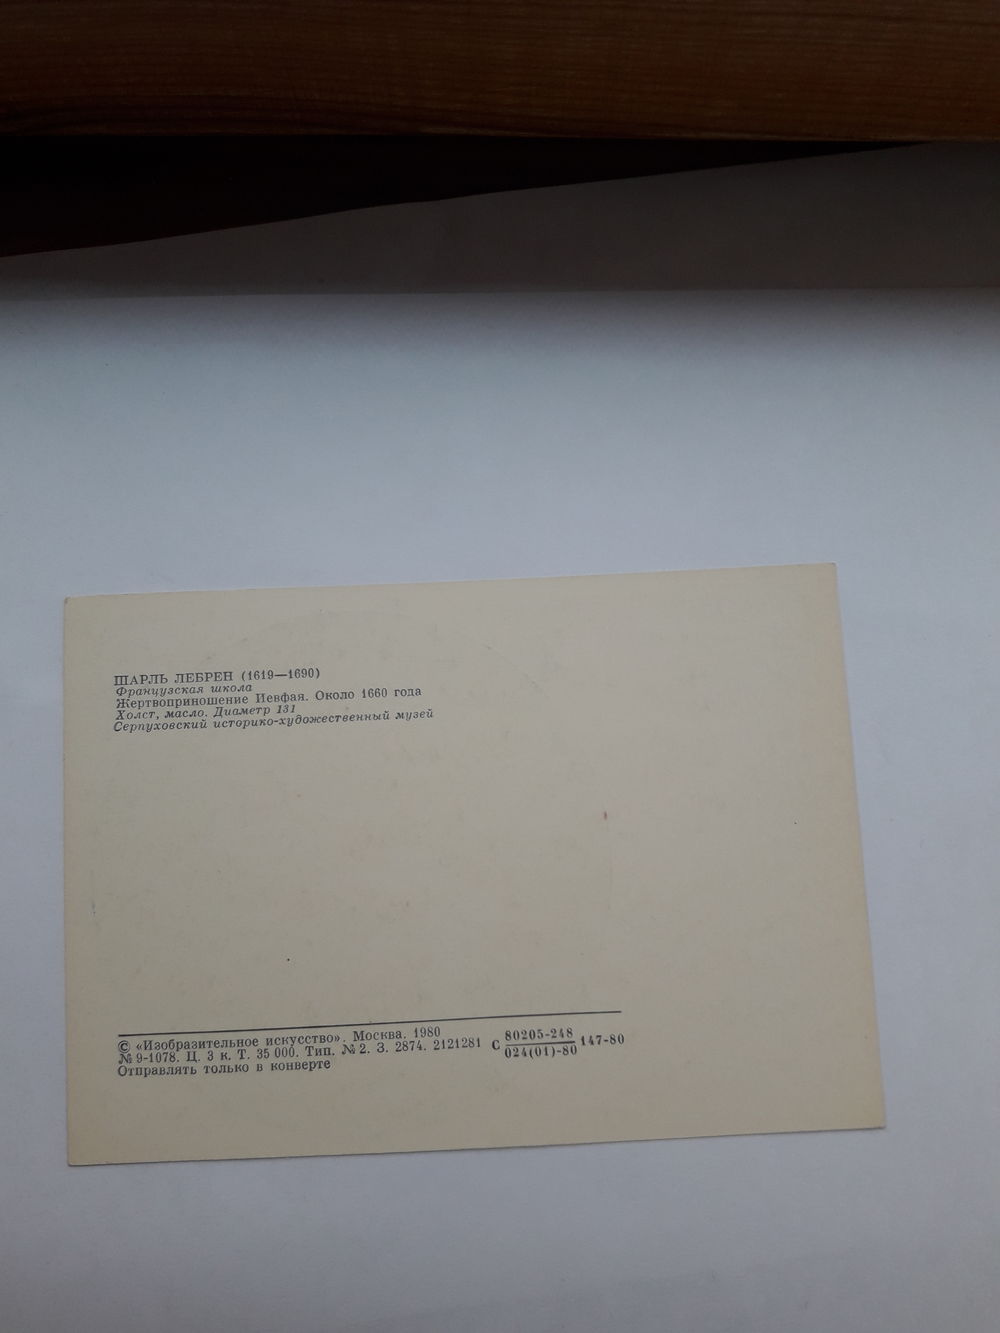 ШАРЛЬ ЛЕБРЕН (1619—1690)
Французская школа
Жертвоприношение Иевфая. Около 1660 года
Холст, масло. Диаметр 131
Серпуховский историко-художественный музей
© «Изобразительное искусство». Москва. 1980
№ 9-1078. Ц. 3 к. Т. 35 000. Тип. № 2. З. 2874. 2121281
Отправлять только в конверте
С 80205-248
024(01)-80 147-80